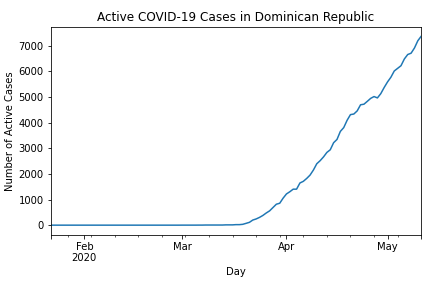 Active COVID-19 Cases in Dominican Republic
Number of Active Cases
7000
6000
5000
4000
3000
2000
1000
0
Feb Mar Apr May
2020
Day